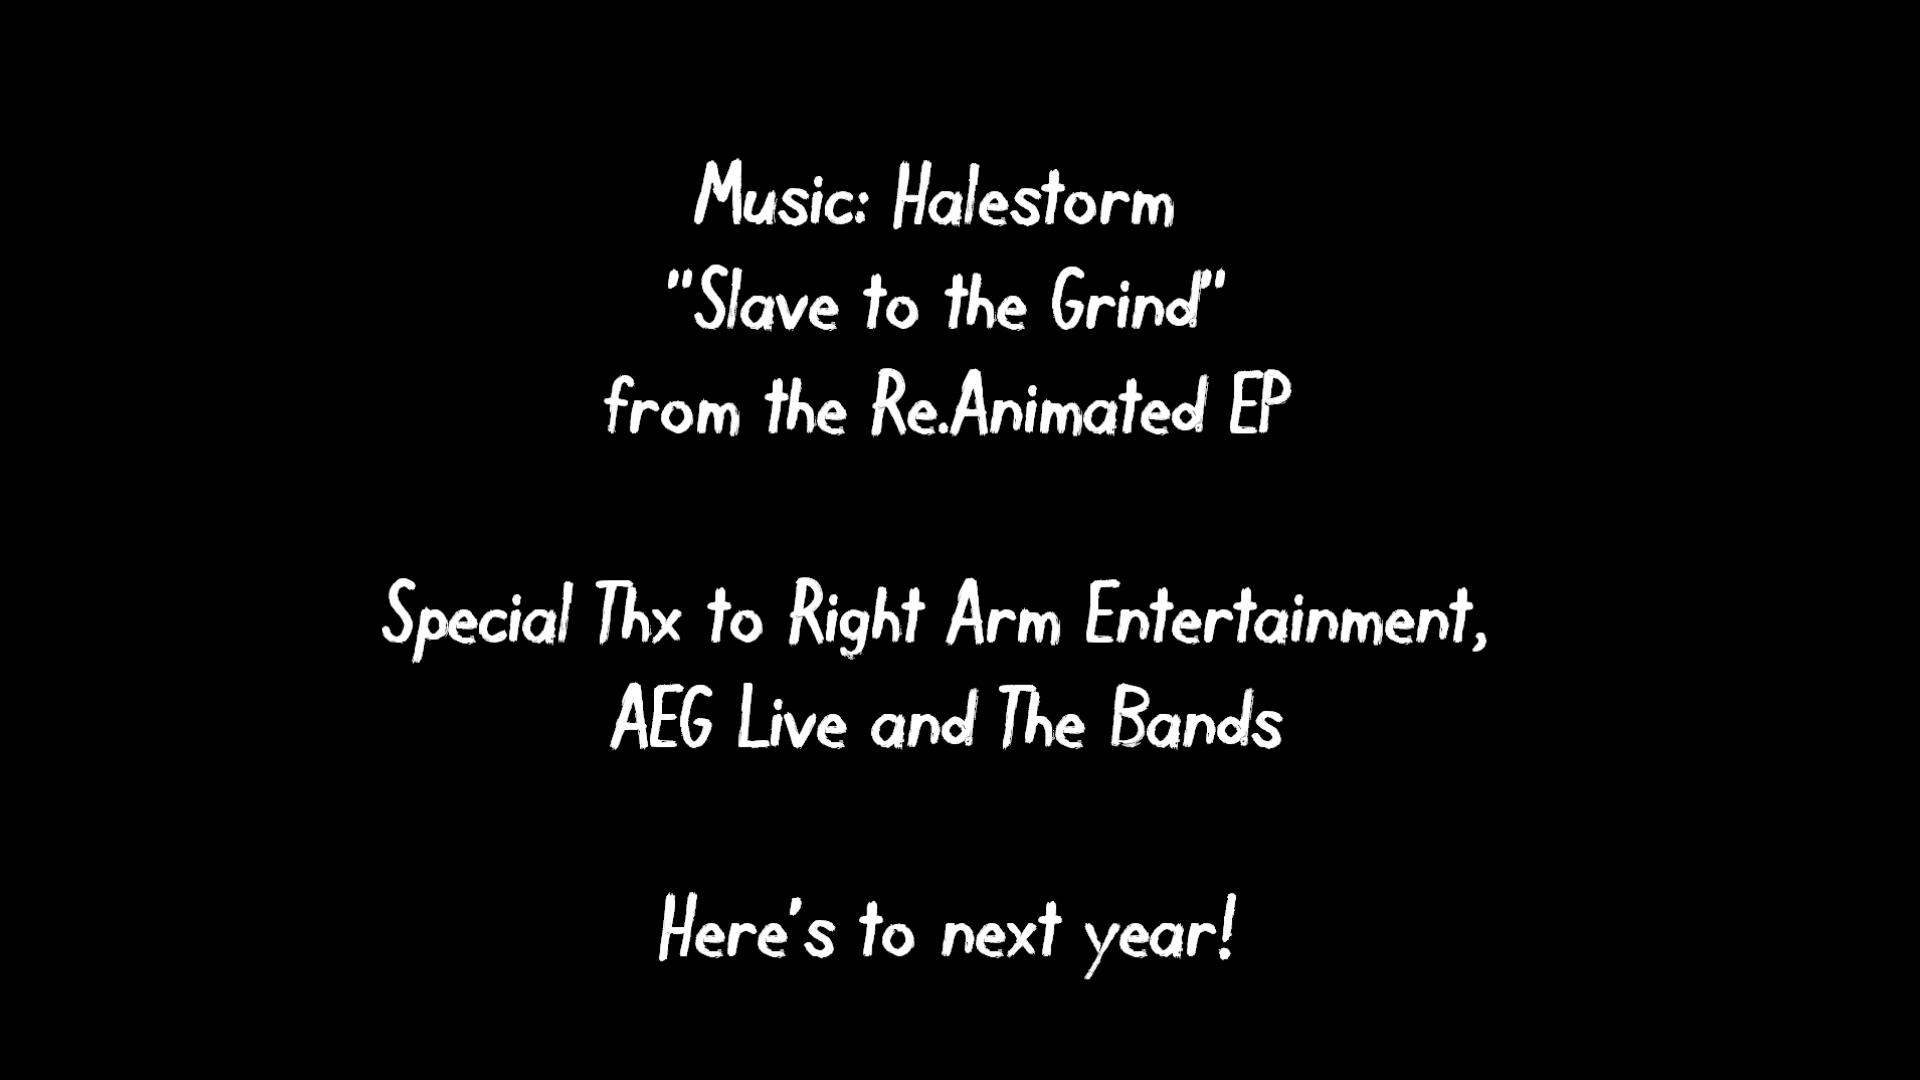 Music: Halestorm
"Slave to the Grind"
from the Re.Animated EP
Special Thx to Right Arm Entertainment,
AEG Live and The Bands
Here's to next year!